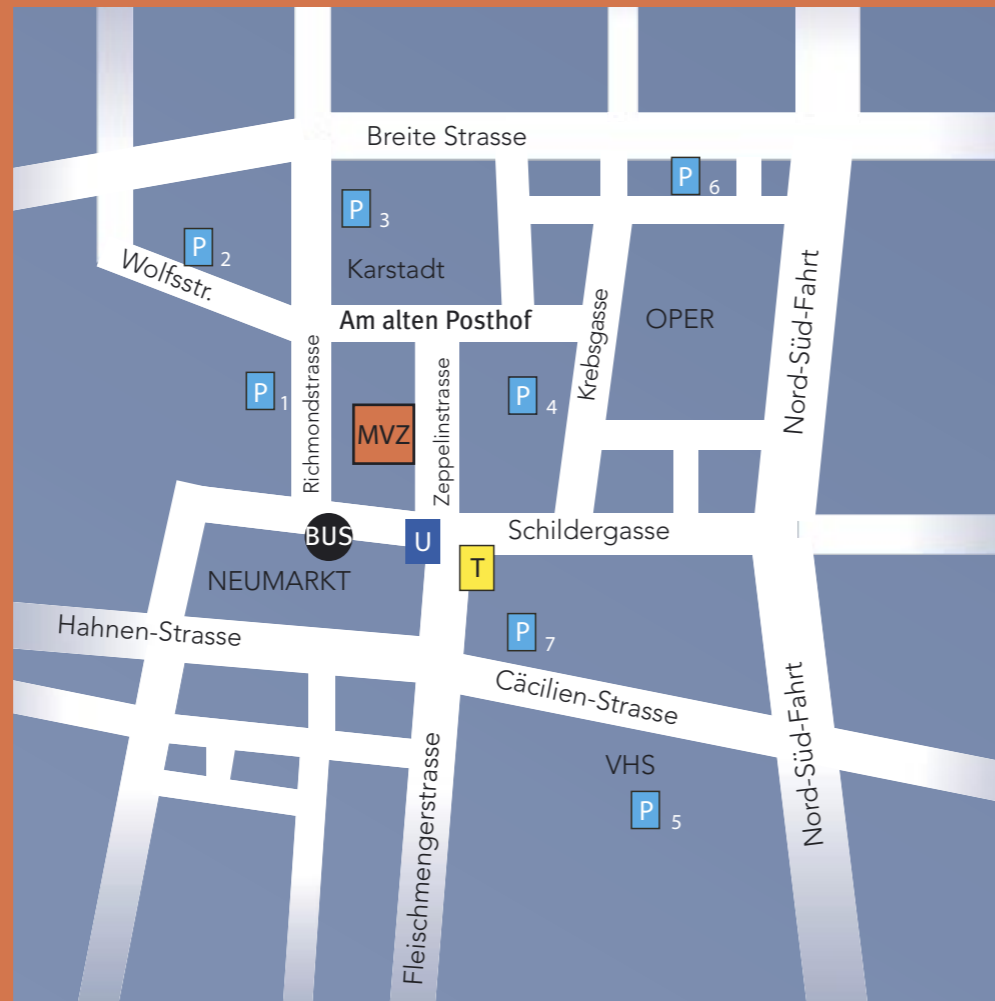 Breite Strasse
P 6
P 3
P 2
Wolfsstr.
Karstadt
Nord-Süd-Fahrt
Am alten Posthof
OPER
Krebsgasse
Richmondstrasse
Zeppelinstrasse
P 1
P 4
MVZ
Schildergasse
BUS
U
T
NEUMARKT
Hahnen-Strasse
P 7
Cäcilien-Strasse
Nord-Süd-Fahrt
VHS
P 5
Fleischmengerstrasse